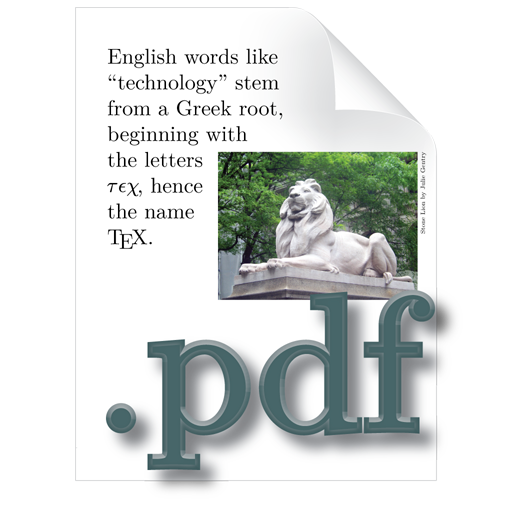 English words like
“technology” stem
from a Greek root,
beginning with
the letters
τϵχ, hence
the name
TEX.
Stone Lion by Julie Gentry
.pdf